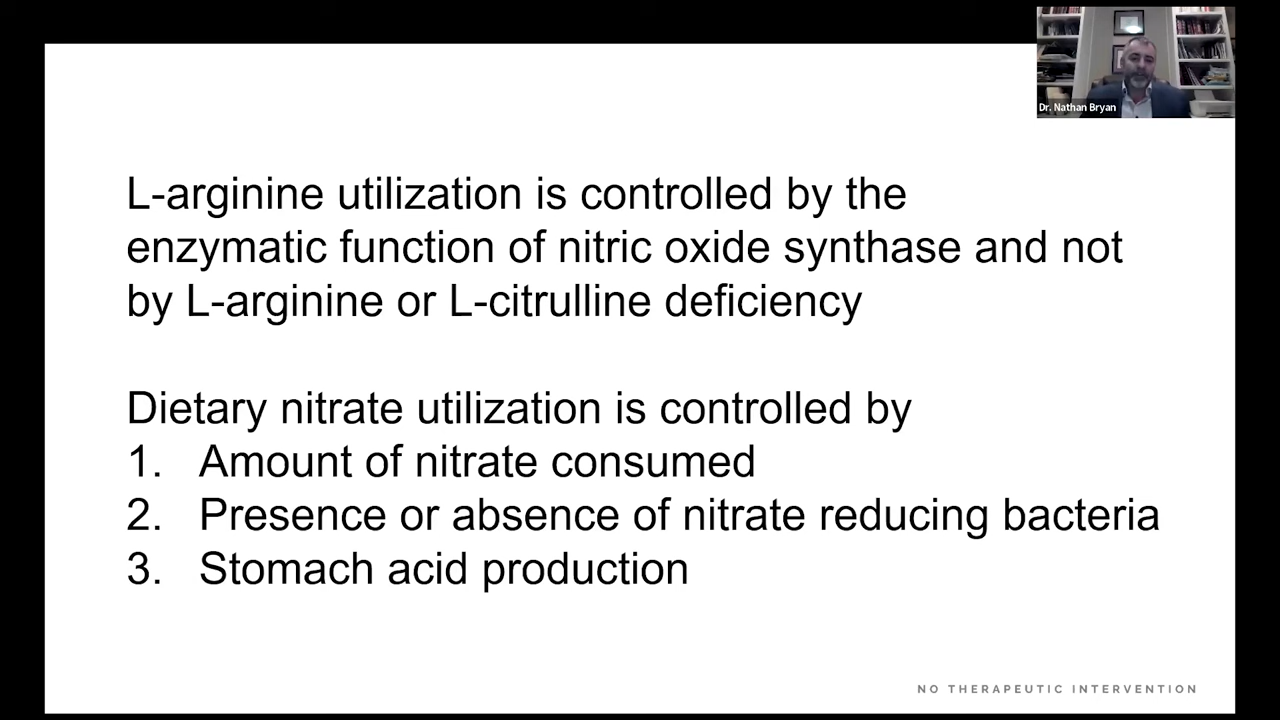 Dr. Nathan Bryan
L-arginine utilization is controlled by the
enzymatic function of nitric oxide synthase and not
by L-arginine or L-citrulline deficiency
Dietary nitrate utilization is controlled by
1. Amount of nitrate consumed
2. Presence or absence of nitrate reducing bacteria
3. Stomach acid production
NO THERAPEUTIC INTERVENTION